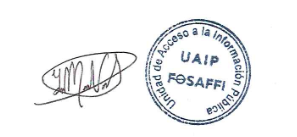 Unidad de Acceso a la Información Pública
UAIP
FOSAFFI